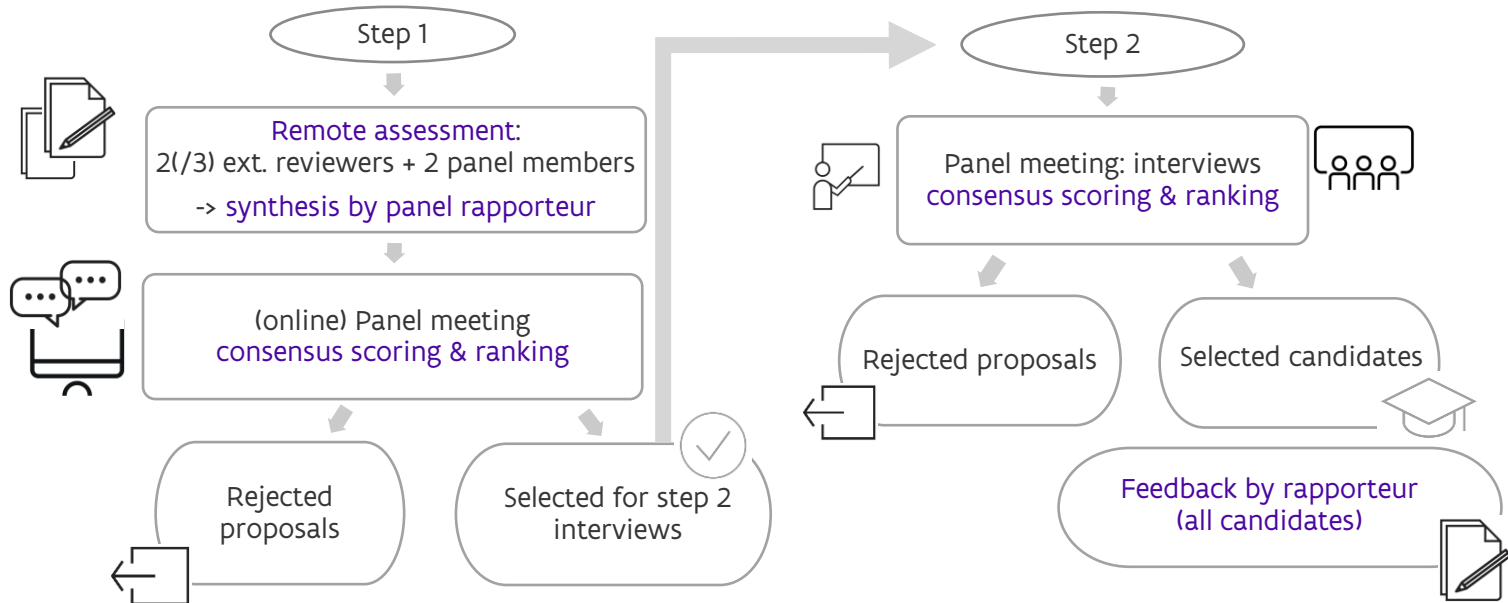 Step 1
Remote assessment:
2(/3) ext. reviewers + 2 panel members
-> synthesis by panel rapporteur
(online) Panel meeting
consensus scoring & ranking
Rejected
proposals
Selected for step 2
interviews
Step 2
Panel meeting: interviews
consensus scoring & ranking
Rejected proposals
Selected candidates
Feedback by rapporteur
(all candidates)